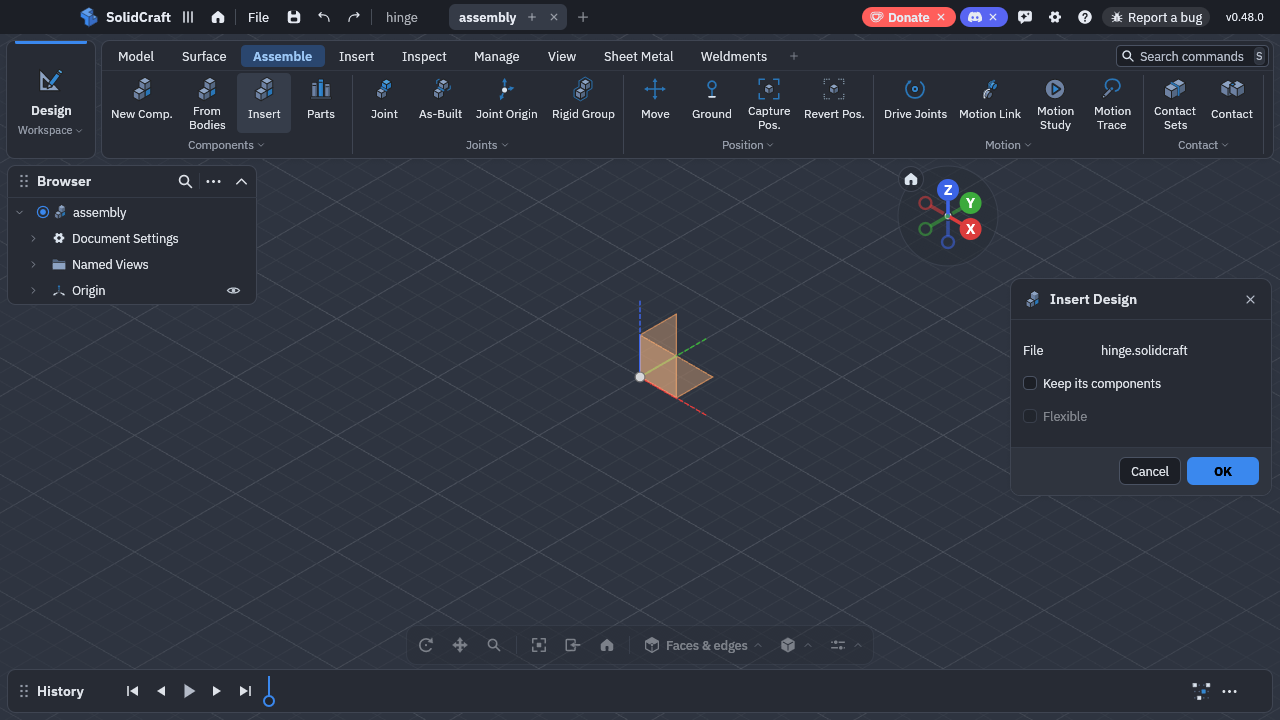 SolidCraft
File
hinge
assembly
Donate
Report a bug
v0.48.0
Design
Workspace
Model
Surface
Assemble
Insert
Inspect
Manage
View
Sheet Metal
Weldments
Search commands
S
New Comp.
From Bodies
Insert
Parts
Components
Joint
As-Built
Joint Origin
Rigid Group
Joints
Move
Ground
Capture Pos.
Revert Pos.
Position
Drive Joints
Motion Link
Motion Study
Motion Trace
Motion
Contact Sets
Contact
Contact
Browser
assembly
Document Settings
Named Views
Origin
Z
Y
X
Insert Design
File
hinge.solidcraft
Keep its components
Flexible
Cancel
OK
Faces & edges
History